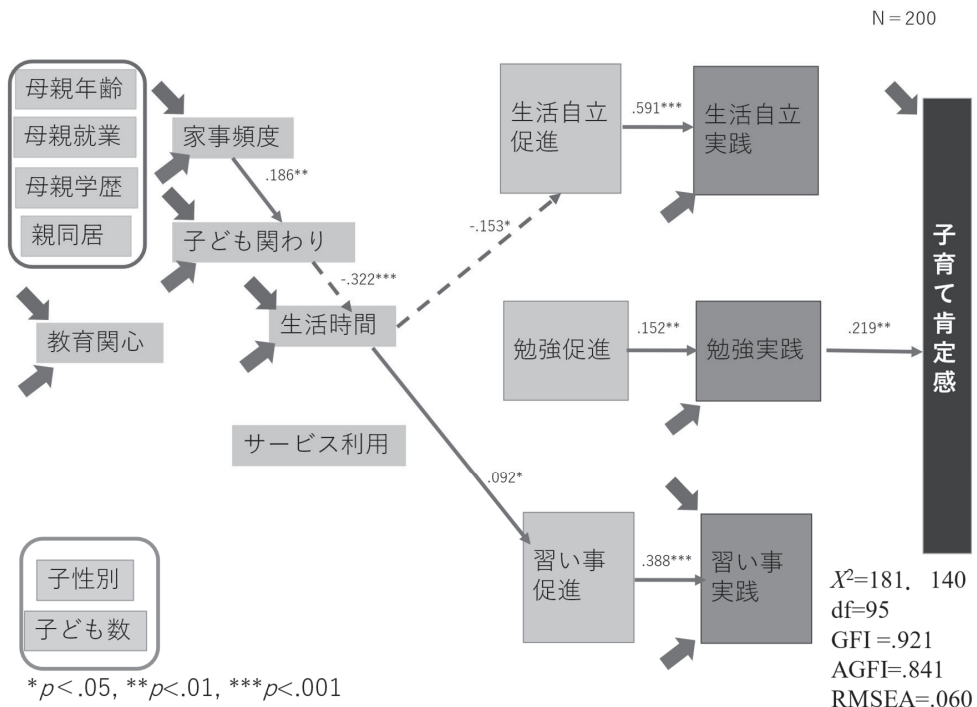 N＝200
母親年齢
母親就業
母親学歴
親同居
家事頻度
.186**
子ども関わり
-.322***
生活時間
教育関心
サービス利用
-.153*
.092*
生活自立
促進
.591***
生活自立
実践
勉強促進
.152**
勉強実践
.219**
習い事
促進
.388***
習い事
実践
子育て肯定感
子性別
子ども数
*p<.05, **p<.01, ***p<.001
X²=181. 140
df=95
GFI =.921
AGFI=.841
RMSEA=.060